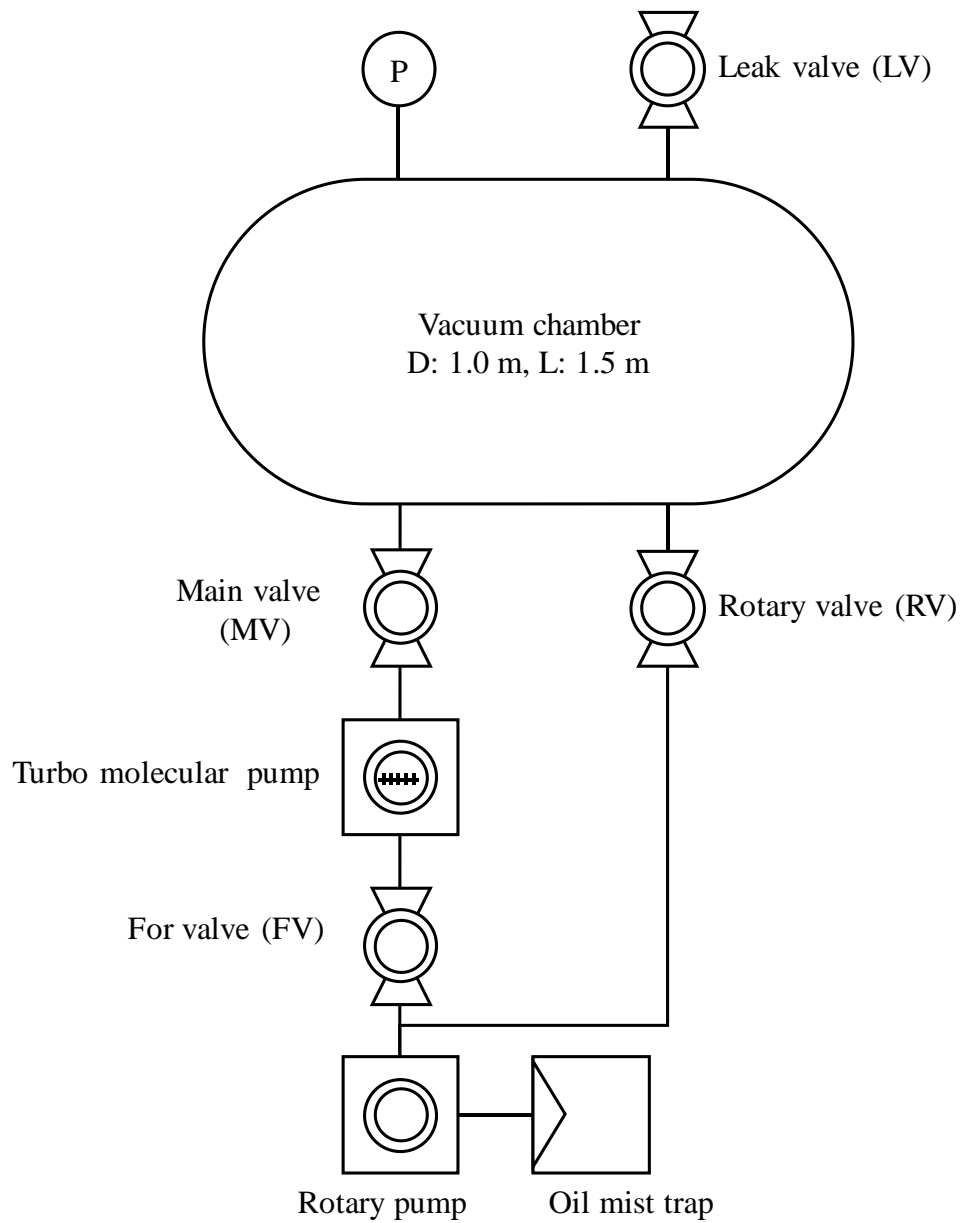 P
Leak valve (LV)
Vacuum chamber
D: 1.0 m, L: 1.5 m
Main valve
(MV)
Rotary valve (RV)
Turbo molecular pump
For valve (FV)
Rotary pump
Oil mist trap